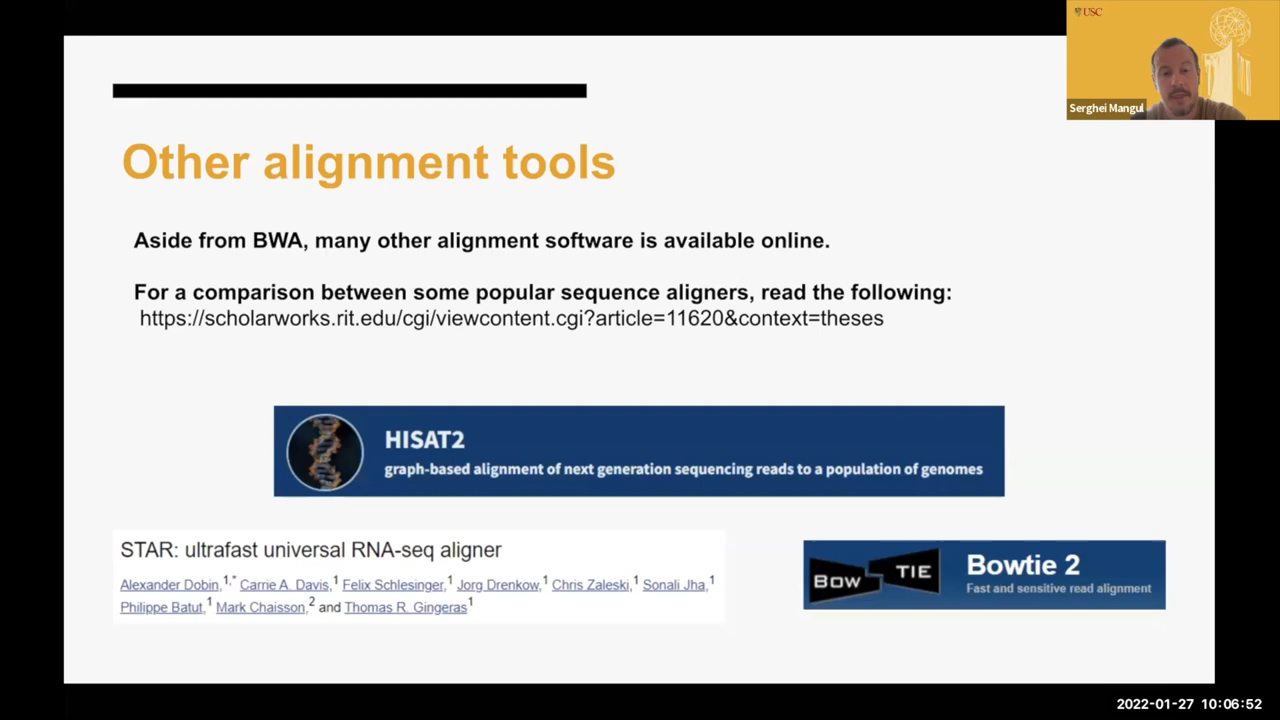 USC
Serghei Mangul
Other alignment tools
Aside from BWA, many other alignment software is available online.
For a comparison between some popular sequence aligners, read the following:
https://scholarworks.rit.edu/cgi/viewcontent.cgi?article=11620&context=theses
HISAT2
graph-based alignment of next generation sequencing reads to a population of genomes
STAR: ultrafast universal RNA-seq aligner
Alexander Dobin,1,* Carrie A. Davis,1 Felix Schlesinger,1 Jorg Drenkow,1 Chris Zaleski,1 Sonali Jha,1
Philippe Batut,1 Mark Chaisson,2 and Thomas R. Gingeras1
BOW TIE
Bowtie 2
Fast and sensitive read alignment
2022-01-27 10:06:52